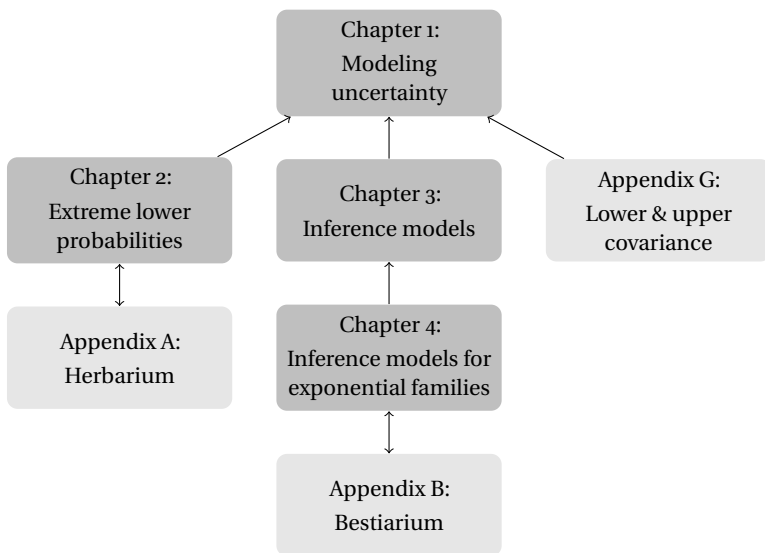 Chapter 1:
Modeling
uncertainty
Chapter 2:
Extreme lower
probabilities
Chapter 3:
Inference models
Appendix G:
Lower & upper
covariance
Appendix A:
Herbarium
Chapter 4:
Inference models for
exponential families
Appendix B:
Bestiarium